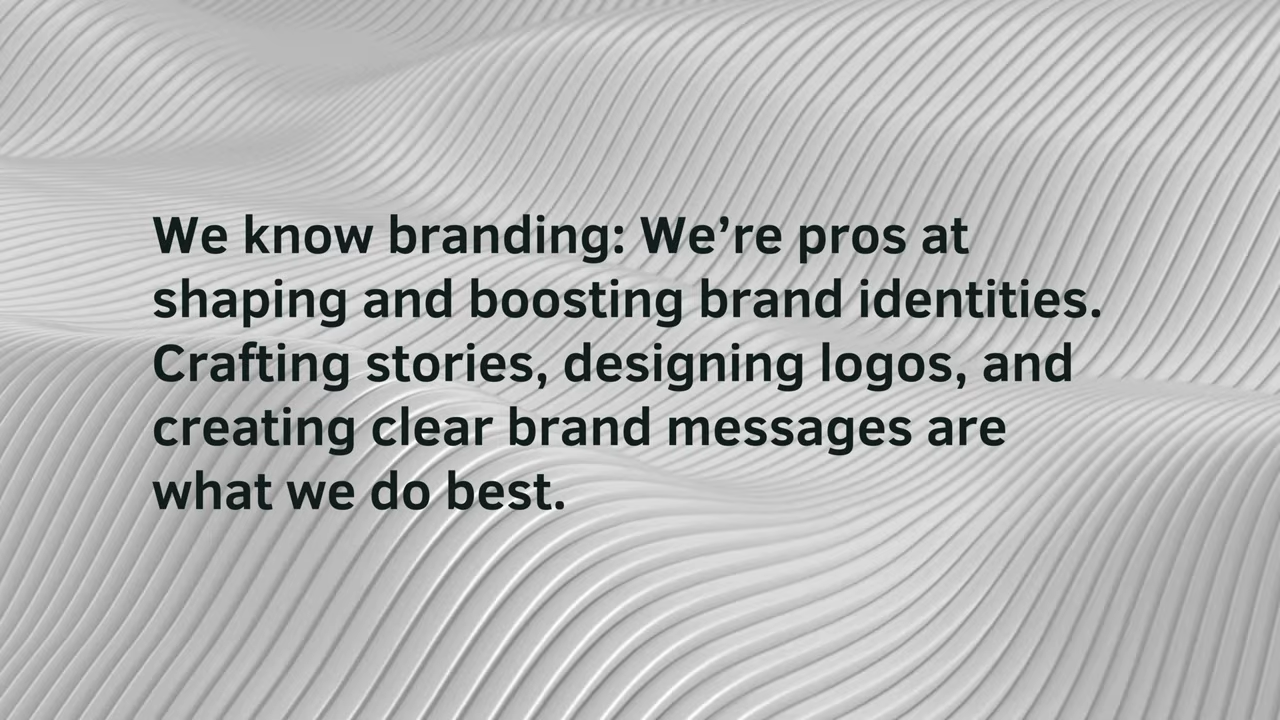 We know branding: We’re pros at
shaping and boosting brand identities.
Crafting stories, designing logos, and
creating clear brand messages are
what we do best.